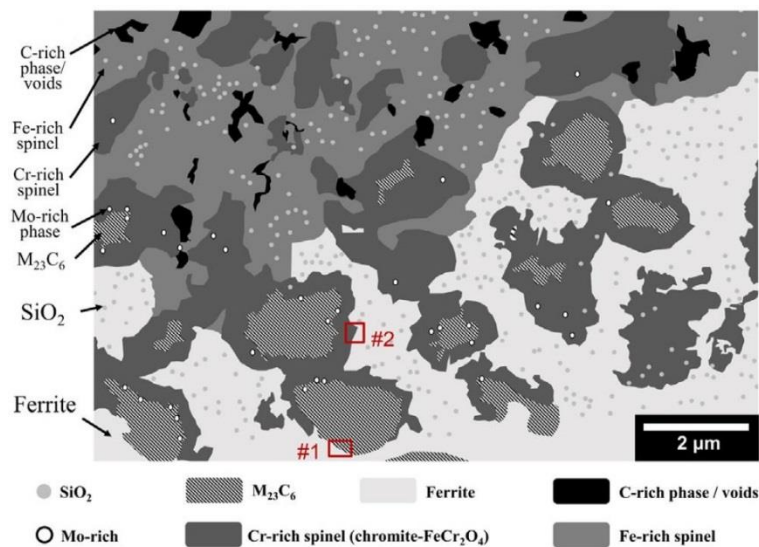 C-rich
phase/
voids
Fe-rich
spinel
Cr-rich
spinel
Mo-rich
phase
M₂₃C₆
SiO₂
Ferrite
#2
#1
2 µm
SiO₂
M₂₃C₆
Ferrite
C-rich phase / voids
Mo-rich
Cr-rich spinel (chromite-FeCr₂O₄)
Fe-rich spinel